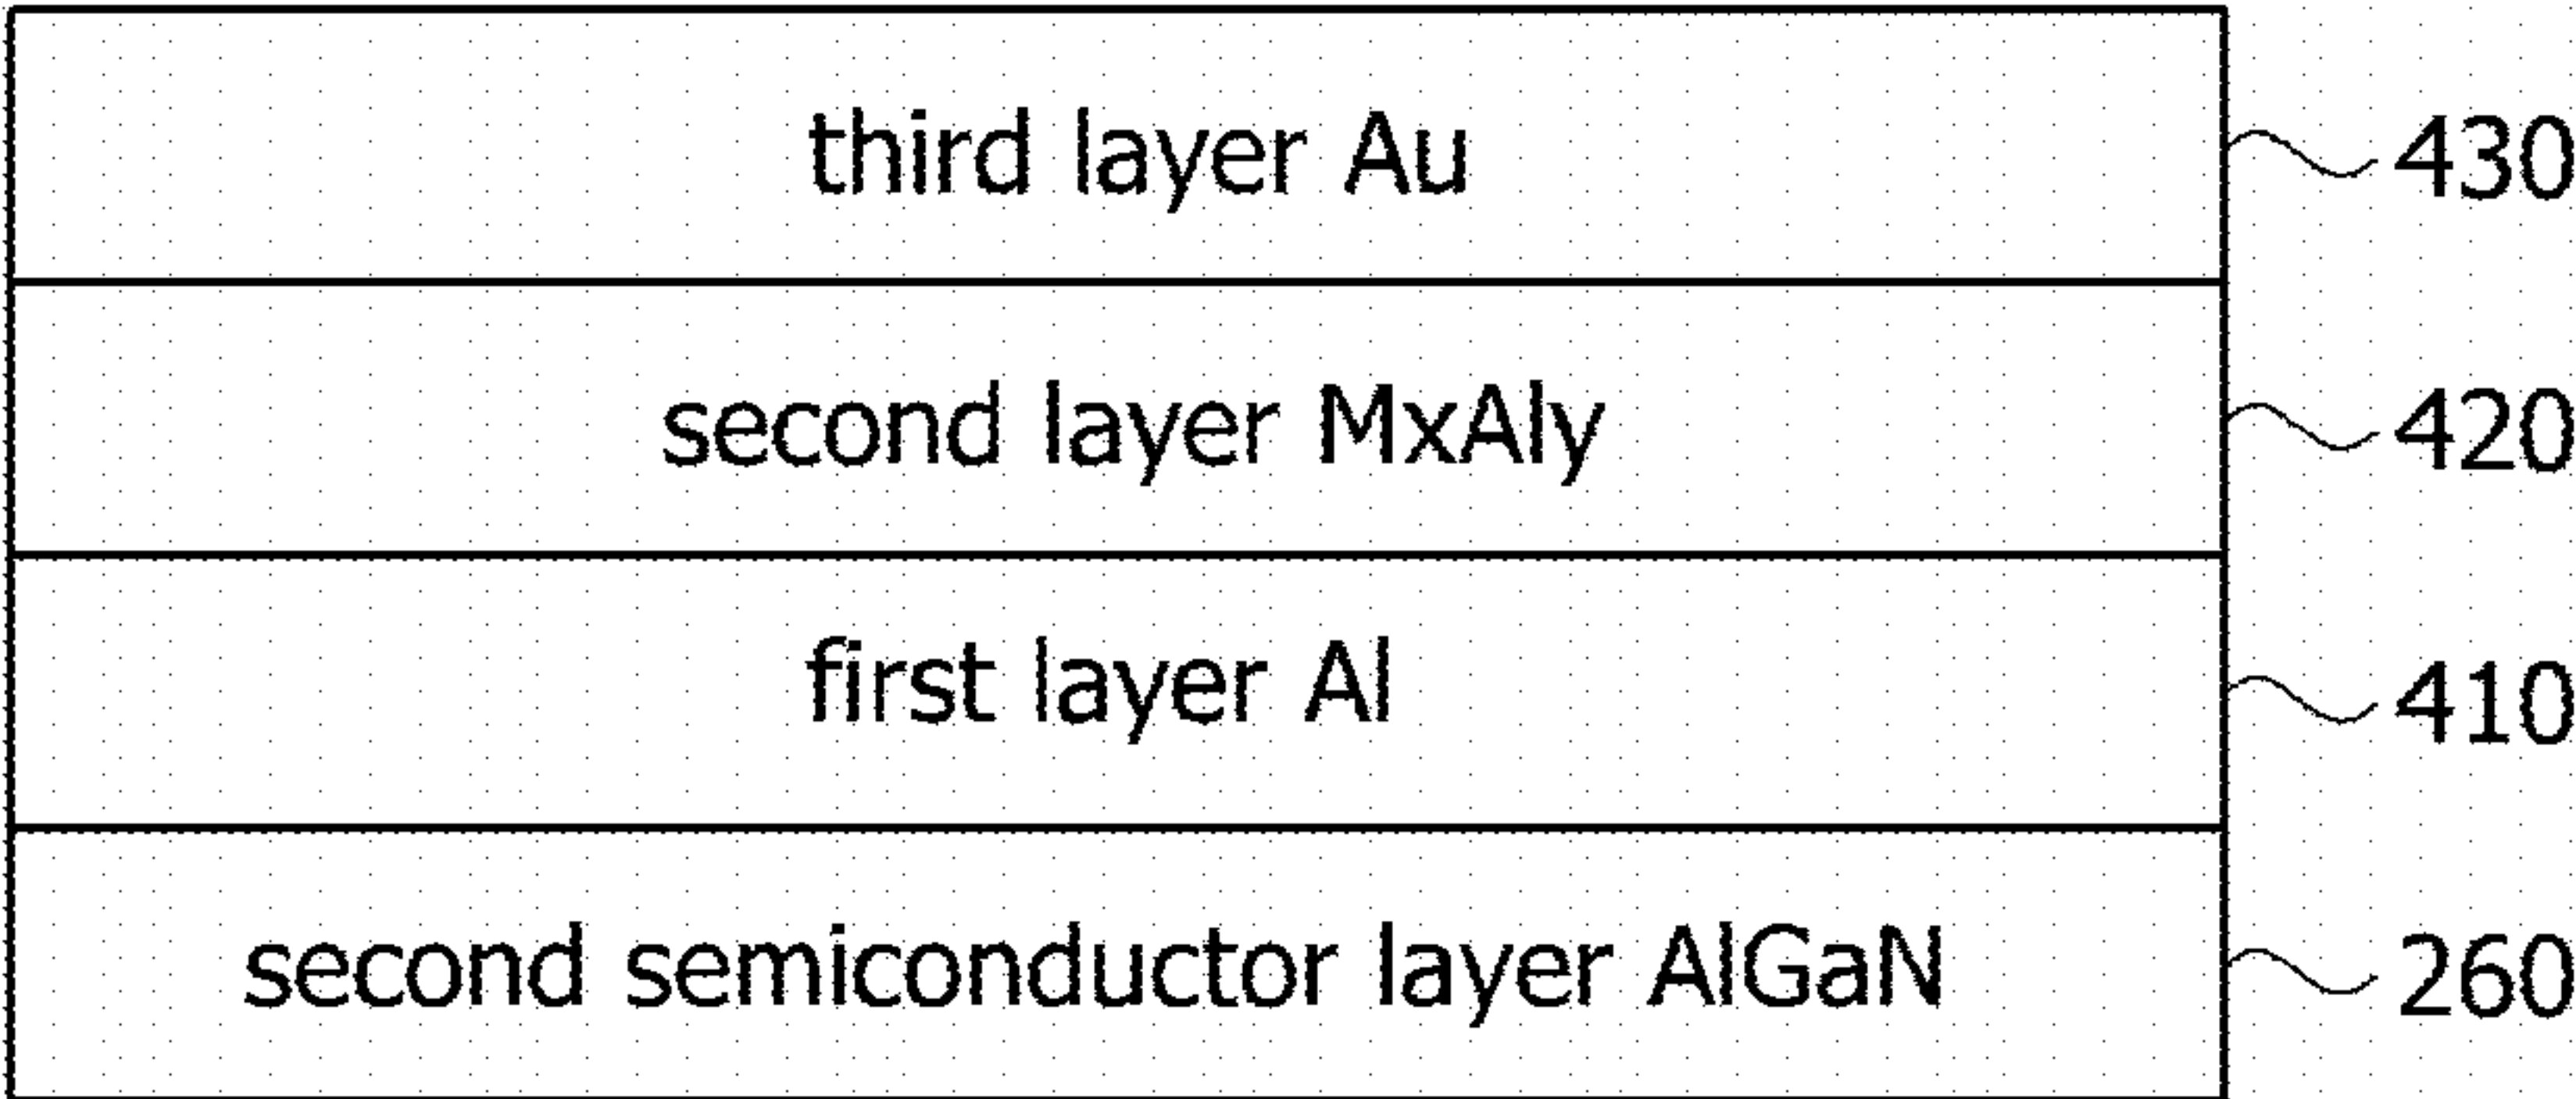 third layer Au 430
second layer MxAly 420
first layer Al 410
second semiconductor layer AlGaN 260